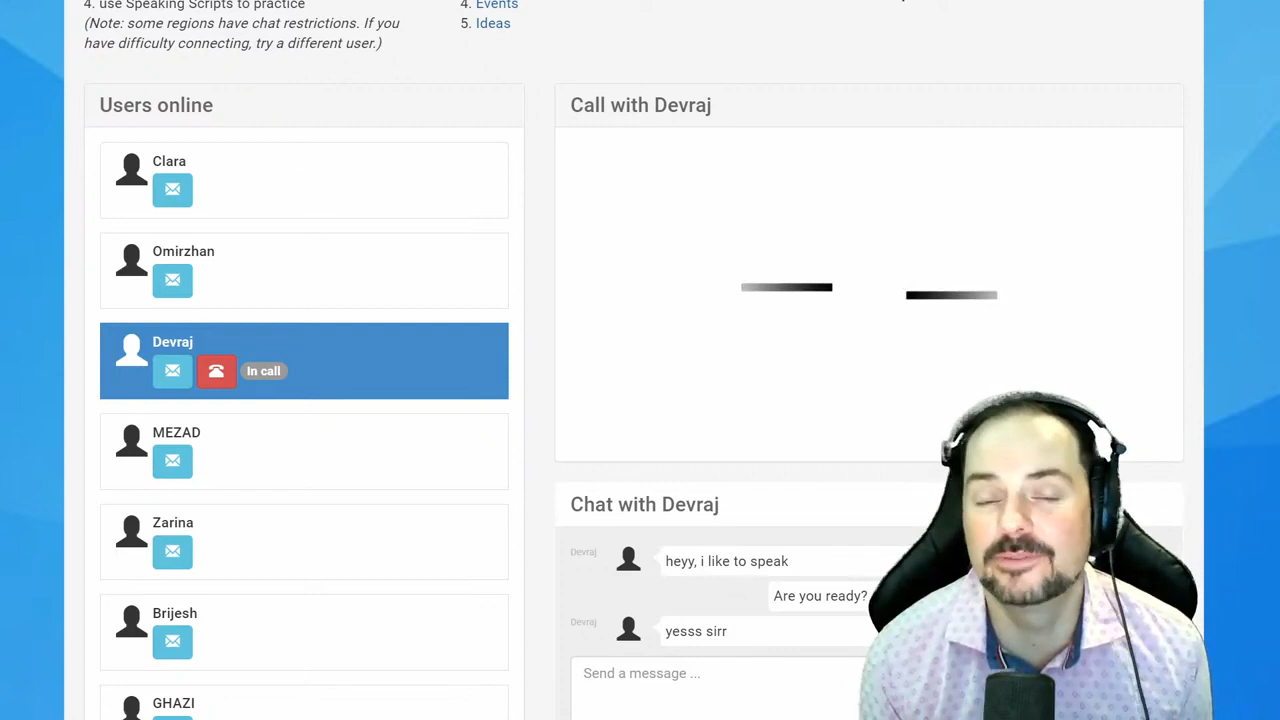 4. use Speaking Scripts to practice
(Note: some regions have chat restrictions. If you
have difficulty connecting, try a different user.)
4. Events
5. Ideas
Users online
Clara
Omirzhan
Devraj
In call
MEZAD
Zarina
Brijesh
GHAZI
Call with Devraj
Chat with Devraj
Devraj
heyy, i like to speak
Are you ready?
Devraj
yesss sirr
Send a message ...